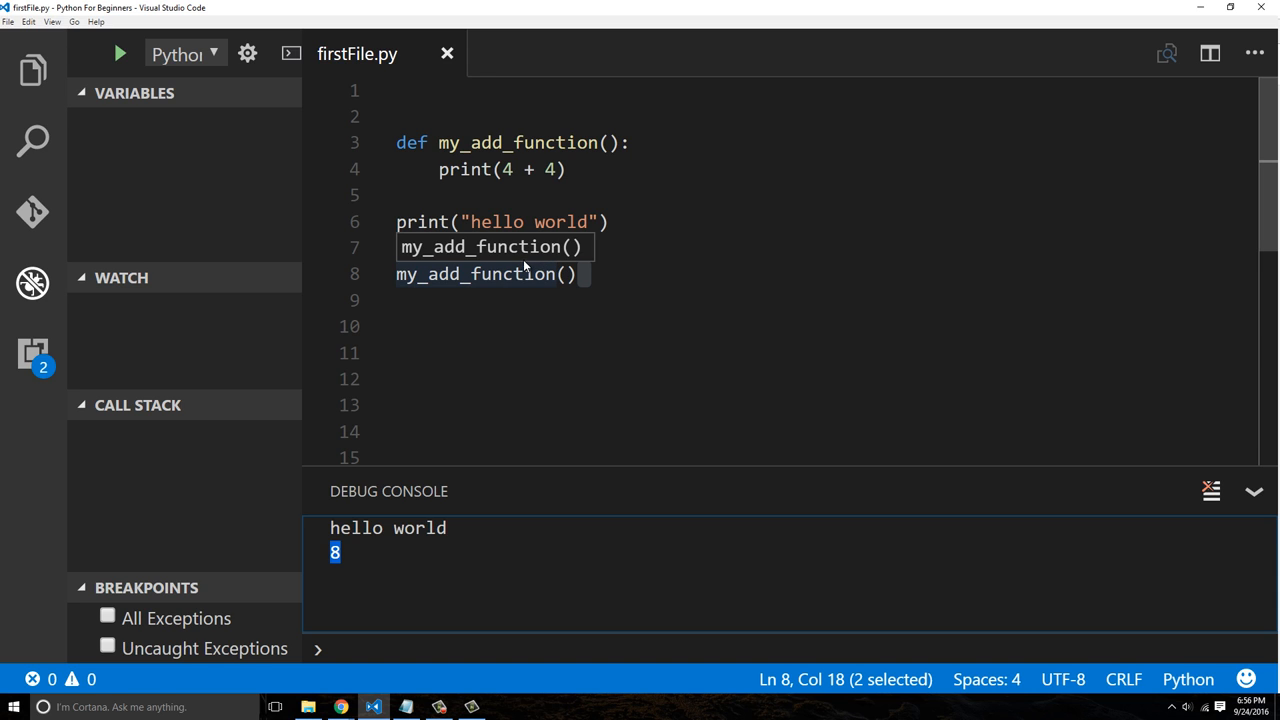 firstFile.py - Python For Beginners - Visual Studio Code
File Edit View Go Help
Python
firstFile.py
VARIABLES
WATCH
CALL STACK
BREAKPOINTS
All Exceptions
Uncaught Exceptions
1
2
3 def my_add_function():
4 print(4 + 4)
5
6 print("hello world")
7 my_add_function()
8 my_add_function()
9
10
11
12
13
14
15
DEBUG CONSOLE
hello world
8
2
0 0 Ln 8, Col 18 (2 selected) Spaces: 4 UTF-8 CRLF Python
I'm Cortana. Ask me anything.
6:56 PM
9/24/2016